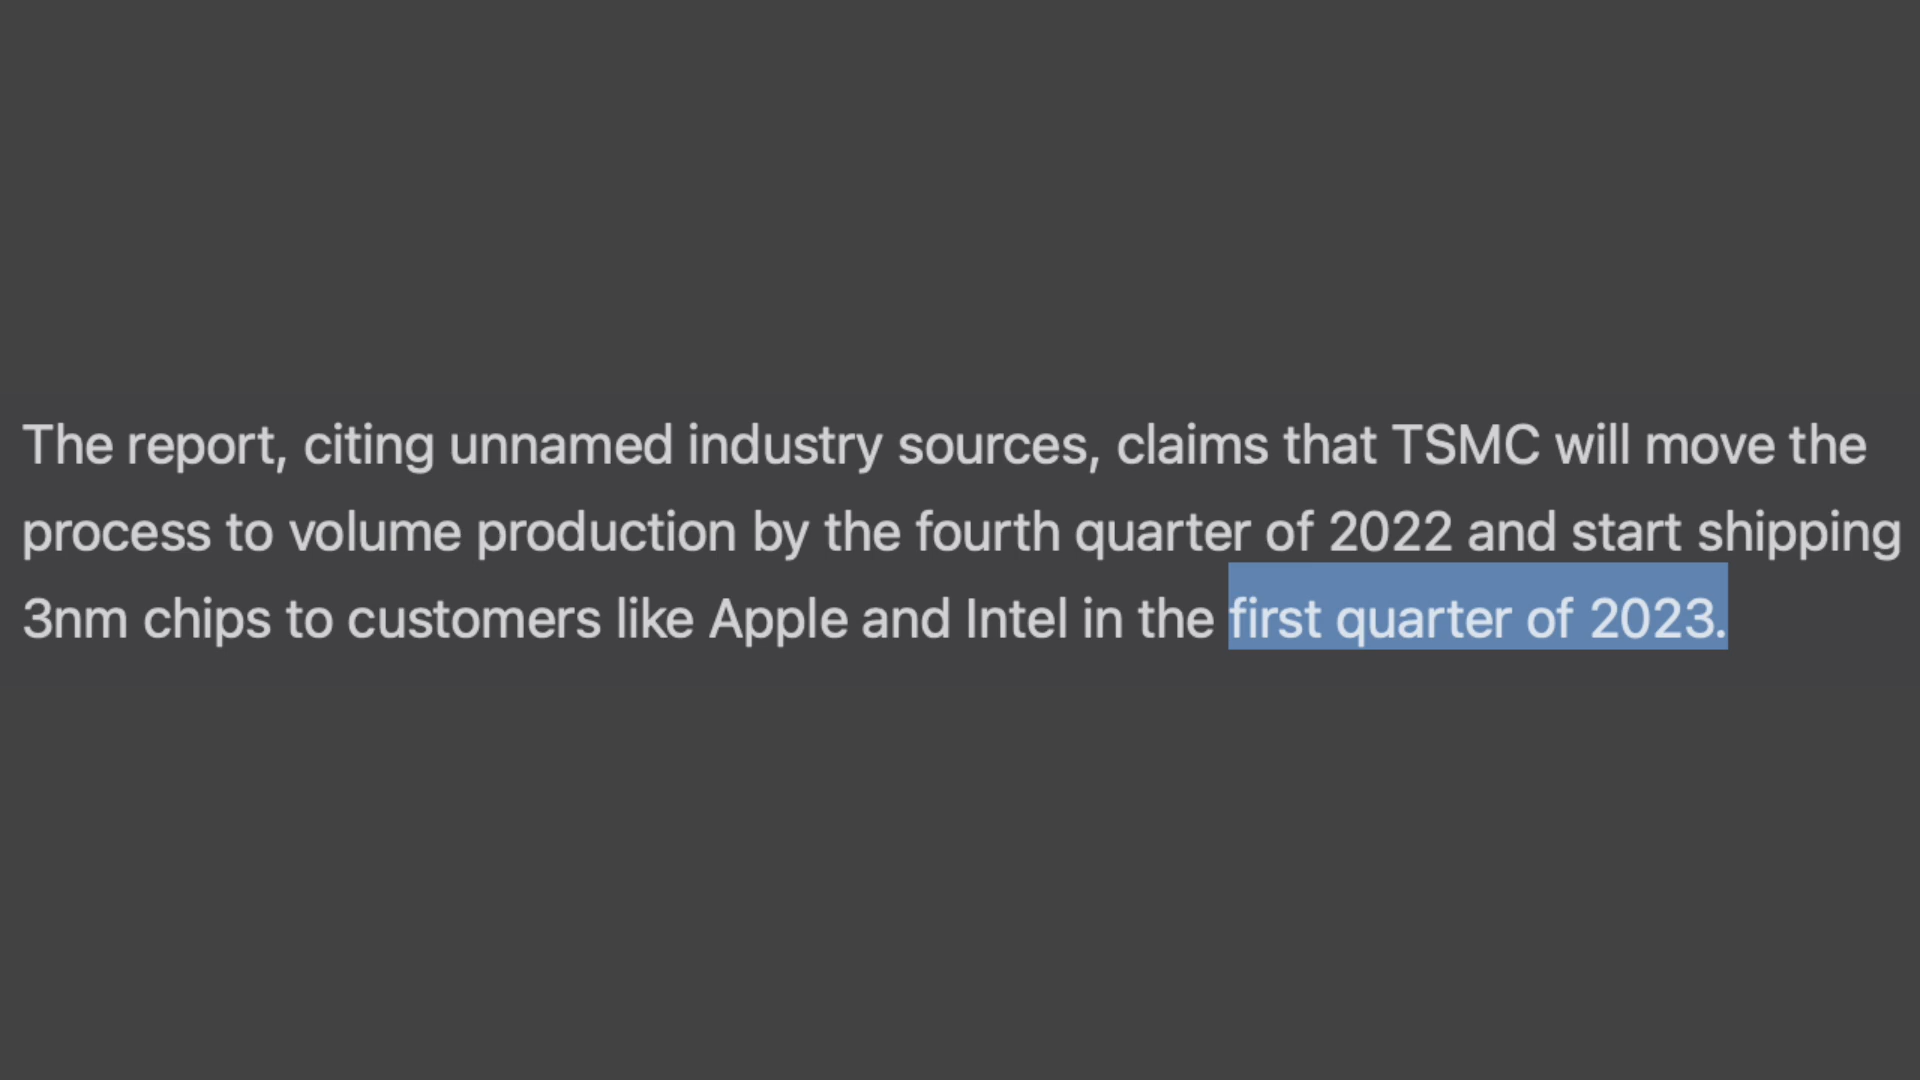 The report, citing unnamed industry sources, claims that TSMC will move the
process to volume production by the fourth quarter of 2022 and start shipping
3nm chips to customers like Apple and Intel in the first quarter of 2023.